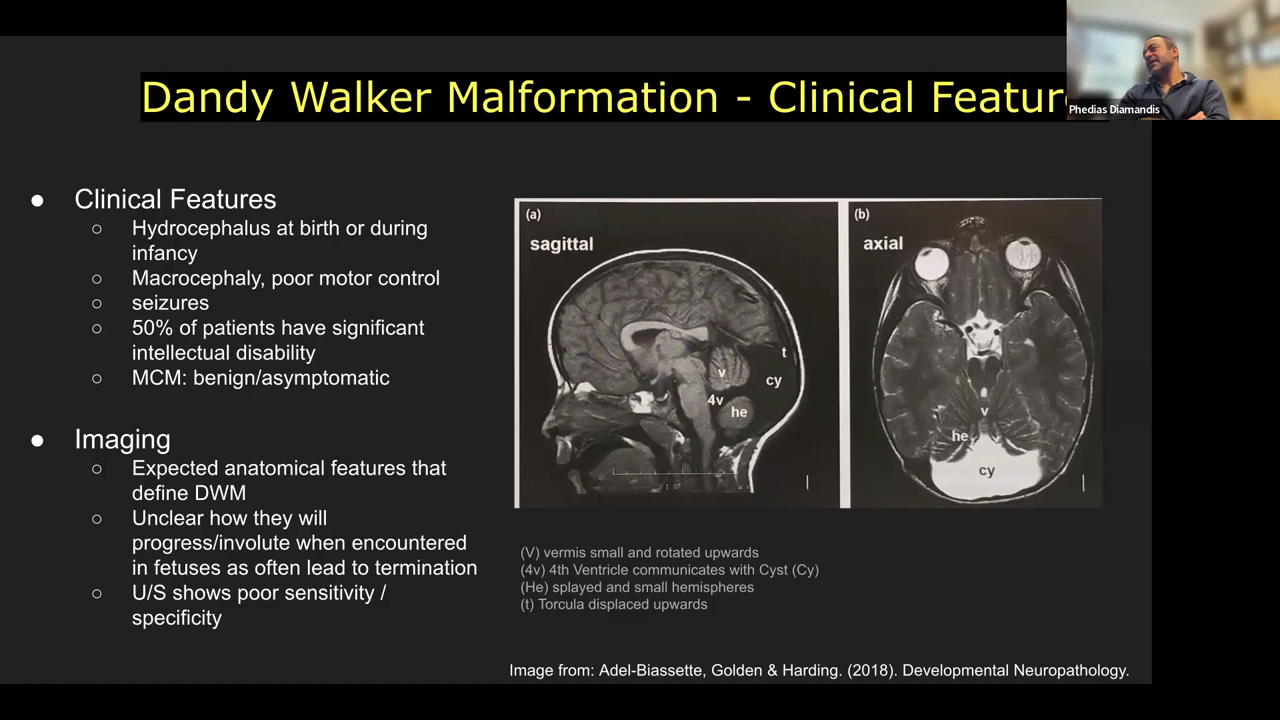 Dandy Walker Malformation - Clinical Featur
Phedias Diamandis
● Clinical Features
○ Hydrocephalus at birth or during
infancy
○ Macrocephaly, poor motor control
○ seizures
○ 50% of patients have significant
intellectual disability
○ MCM: benign/asymptomatic
● Imaging
○ Expected anatomical features that
define DWM
○ Unclear how they will
progress/involute when encountered
in fetuses as often lead to termination
○ U/S shows poor sensitivity /
specificity
(a)
sagittal
t
v
cy
4v
he
(b)
axial
v
he
cy
(V) vermis small and rotated upwards
(4v) 4th Ventricle communicates with Cyst (Cy)
(He) splayed and small hemispheres
(t) Torcula displaced upwards
Image from: Adel-Biassette, Golden & Harding. (2018). Developmental Neuropathology.